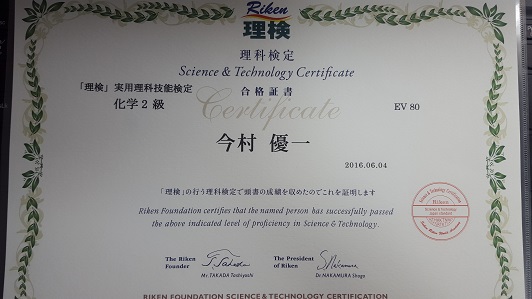 Riken
理検
理科検定
Science & Technology Certificate
「理検」実用理科技能検定
合格証書
化学２級
Certificate
EV 80
今村 優一
2016.06.04
「理検」の行う理科検定で頭書の成績を収めたのでこれを証明します
Riken Foundation certifies that the named person has successfully passed
the above indicated level of proficiency in Science & Technology.
Riken
The Riken
Founder
Mr. TAKADA Toshiyoshi
The President
of Riken
Dr NAKAMURA Shogo
RIKEN FOUNDATION SCIENCE & TECHNOLOGY CERTIFICATION